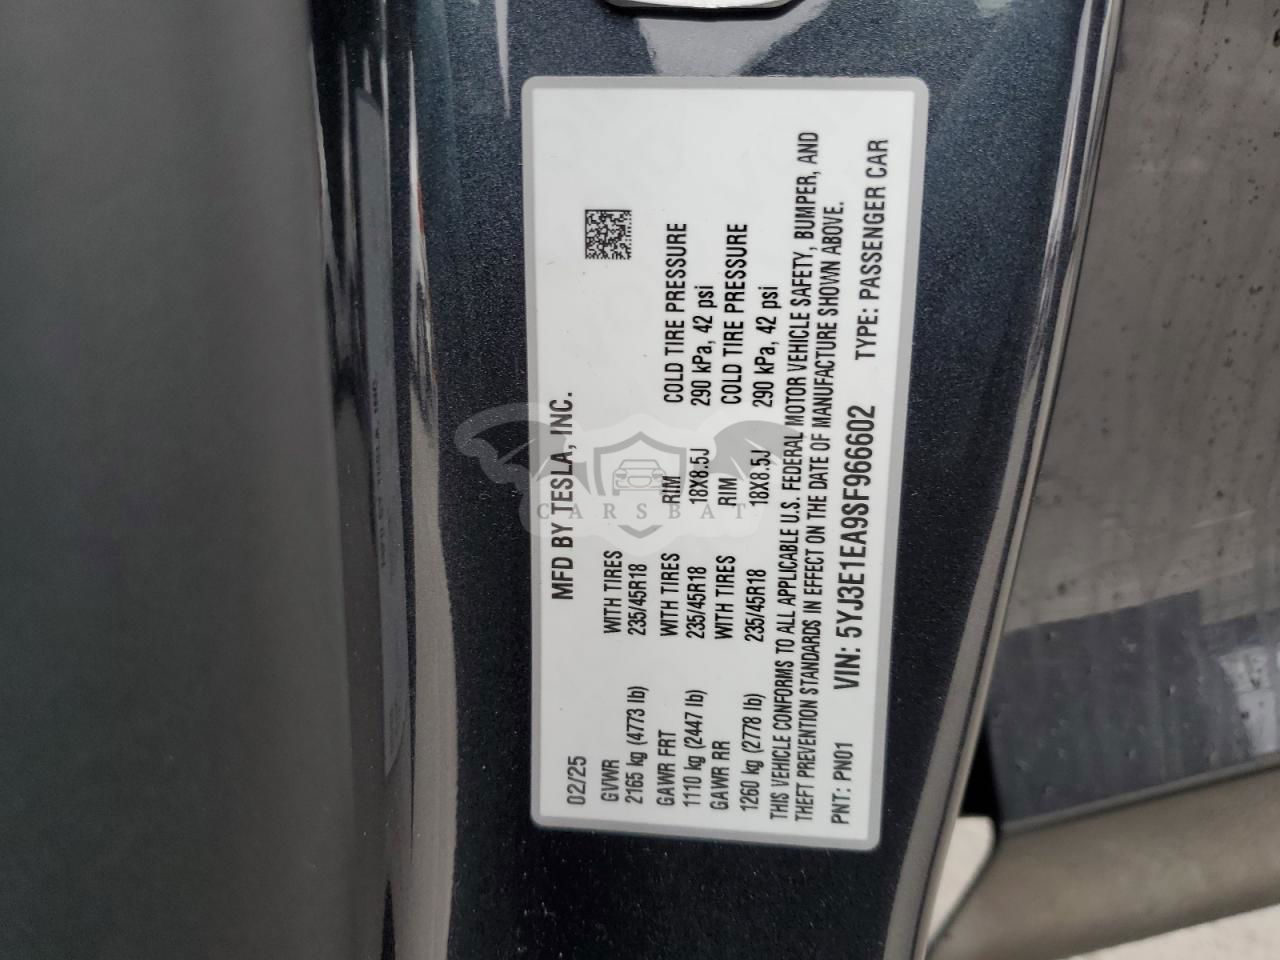 MFD BY TESLA, INC.
02/25
GVWR WITH TIRES
2165 kg (4773 lb) 235/45R18
GAWR FRT WITH TIRES RIM COLD TIRE PRESSURE
1110 kg (2447 lb) 235/45R18 18X8.5J 290 kPa, 42 psi
GAWR RR WITH TIRES RIM COLD TIRE PRESSURE
1260 kg (2778 lb) 235/45R18 18X8.5J 290 kPa, 42 psi
THIS VEHICLE CONFORMS TO ALL APPLICABLE U.S. FEDERAL MOTOR VEHICLE SAFETY, BUMPER, AND
THEFT PREVENTION STANDARDS IN EFFECT ON THE DATE OF MANUFACTURE SHOWN ABOVE.
PNT: PN01 VIN: 5YJ3E1EA9SF966602 TYPE: PASSENGER CAR
CARSBAT